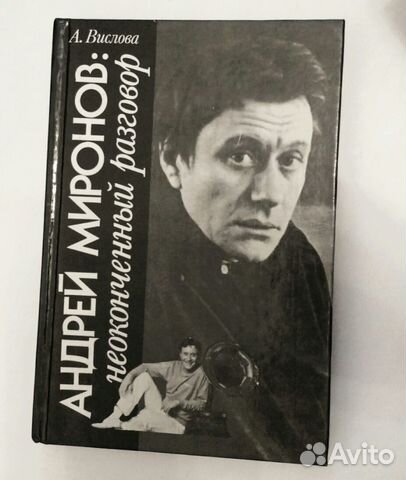 А. Вислова
АНДРЕЙ МИРОНОВ:
неоконченный разговор
Avito